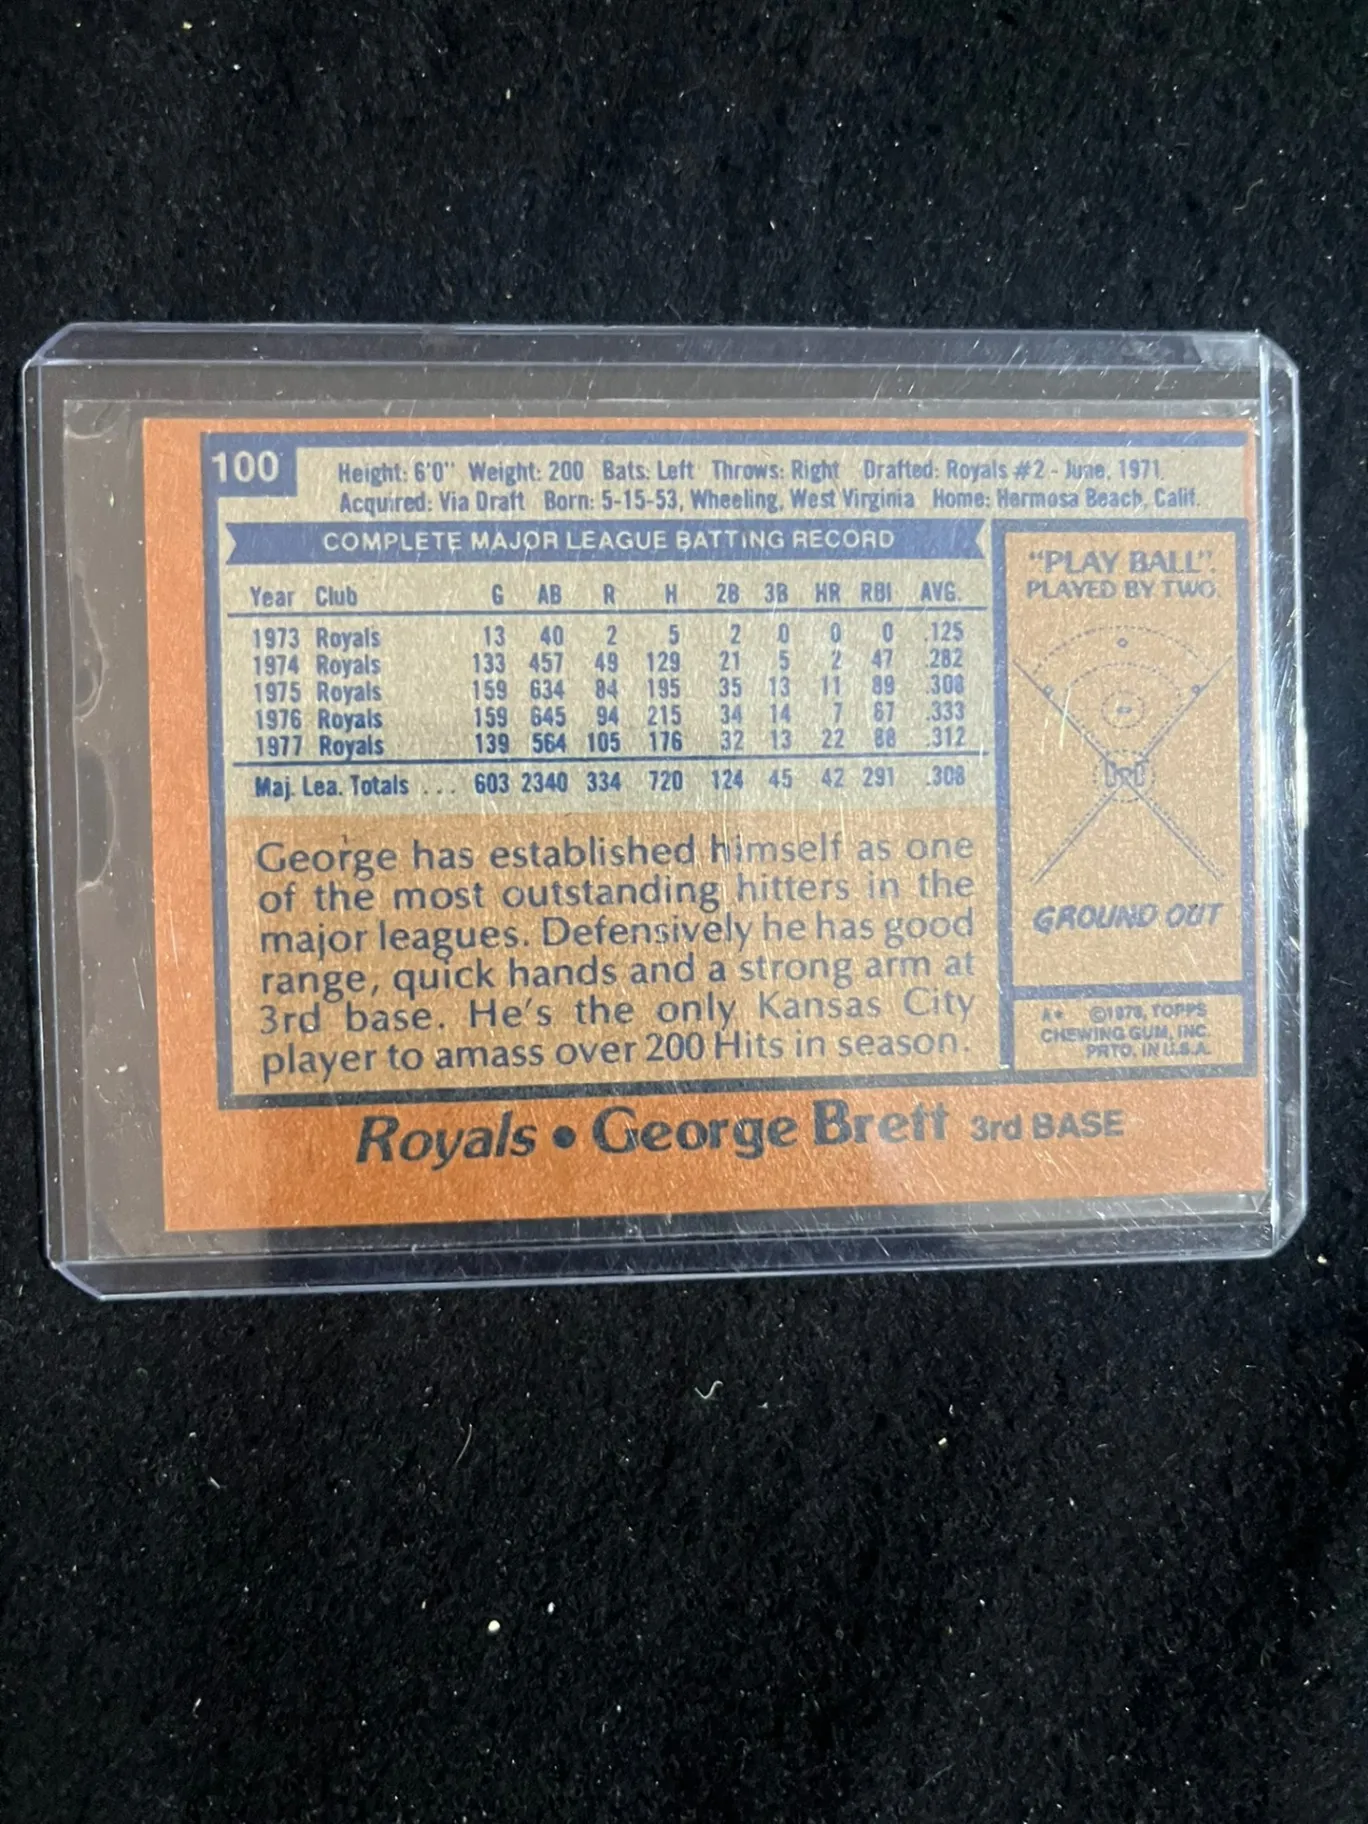 100
Height: 6'0" Weight: 200 Bats: Left Throws: Right Drafted: Royals #2 - June, 1971.
Acquired: Via Draft Born: 5-15-53, Wheeling, West Virginia Home: Hermosa Beach, Calif.
COMPLETE MAJOR LEAGUE BATTING RECORD
Year Club G AB R H 2B 3B HR RBI AVG.
1973 Royals 13 40 2 5 2 0 0 0 .125
1974 Royals 133 457 49 129 21 5 2 47 .282
1975 Royals 159 634 84 195 35 13 11 89 .308
1976 Royals 159 645 94 215 34 14 7 67 .333
1977 Royals 139 564 105 176 32 13 22 88 .312
Maj. Lea. Totals ... 603 2340 334 720 124 45 42 291 .308
George has established himself as one
of the most outstanding hitters in the
major leagues. Defensively he has good
range, quick hands and a strong arm at
3rd base. He's the only Kansas City
player to amass over 200 Hits in season.
"PLAY BALL"
PLAYED BY TWO.
GROUND OUT
A* ©1978, TOPPS
CHEWING GUM, INC.
PRTD. IN U.S.A.
Royals • George Brett 3rd BASE